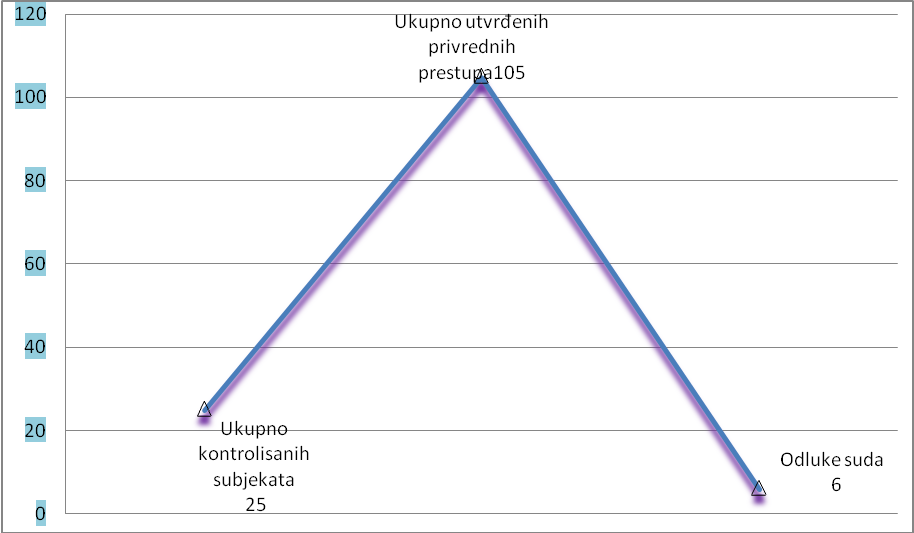 120
100
80
60
40
20
0
Ukupno utvrđenih
privrednih
prestupa105
Ukupno
kontrolisanih
subjekata
25
Odluke suda
6